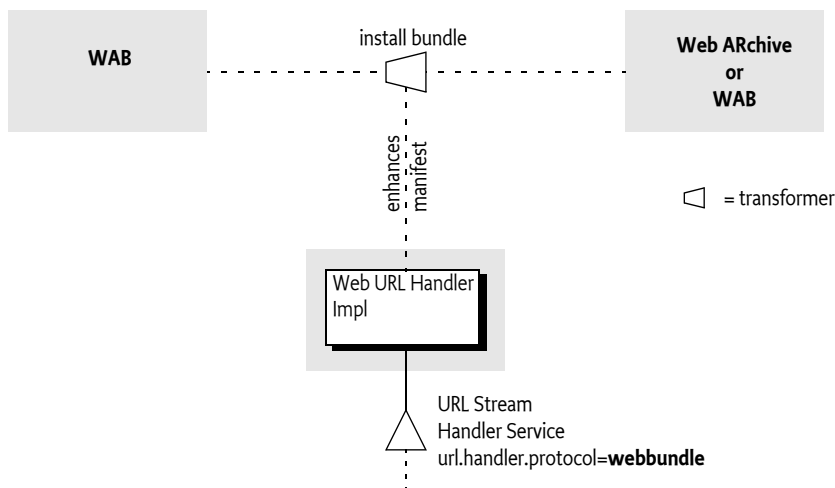 install bundle
WAB
Web ARchive
or
WAB
enhances
manifest
= transformer
Web URL Handler
Impl
URL Stream
Handler Service
url.handler.protocol=webbundle